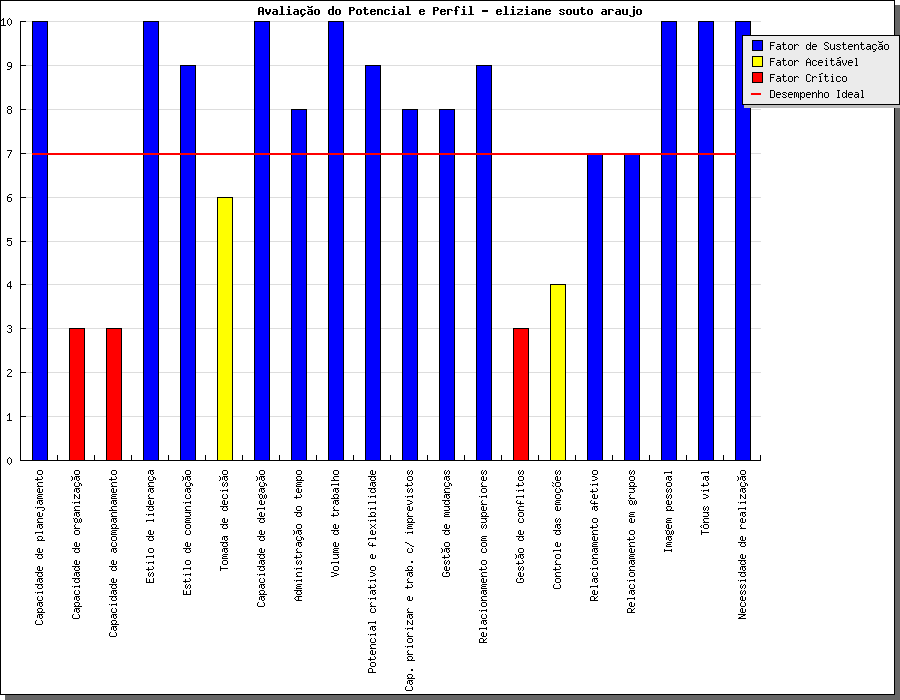 Avaliação do Potencial e Perfil - eliziane souto araujo
Fator de Sustentação
Fator Aceitável
Fator Crítico
Desempenho Ideal
10
9
8
7
6
5
4
3
2
1
0
Capacidade de planejamento
Capacidade de organização
Capacidade de acompanhamento
Estilo de liderança
Estilo de comunicação
Tomada de decisão
Capacidade de delegação
Administração do tempo
Volume de trabalho
Potencial criativo e flexibilidade
Cap. priorizar e trab. c/ imprevistos
Gestão de mudanças
Relacionamento com superiores
Gestão de conflitos
Controle das emoções
Relacionamento afetivo
Relacionamento em grupos
Imagem pessoal
Tônus vital
Necessidade de realização